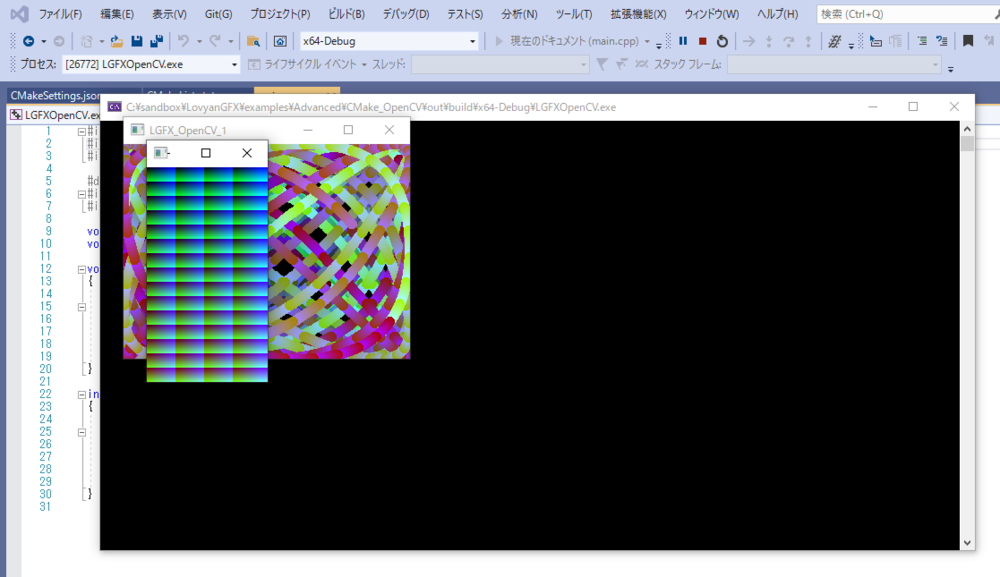 ファイル(F) 編集(E) 表示(V) Git(G) プロジェクト(P) ビルド(B) デバッグ(D) テスト(S) 分析(N) ツール(T) 拡張機能(X) ウィンドウ(W) ヘルプ(H) 検索 (Ctrl+Q)
x64-Debug 現在のドキュメント (main.cpp)
プロセス: [26772] LGFXOpenCV.exe ライフサイクル イベント スレッド: スタック フレーム:
CMakeSettings.json
LGFXOpenCV.ex
C:¥sandbox¥LovyanGFX¥examples¥Advanced¥CMake_OpenCV¥out¥build¥x64-Debug¥LGFXOpenCV.exe
LGFX_OpenCV_1
1 #i
2 #i
3 #i
4
5 #d
6 #i
7 #i
8
9 vo
10 vo
11
12 vo
13 {
14
15
16
17
18
19
20 }
21
22 in
23 {
24
25
26
27
28
29
30 }
31